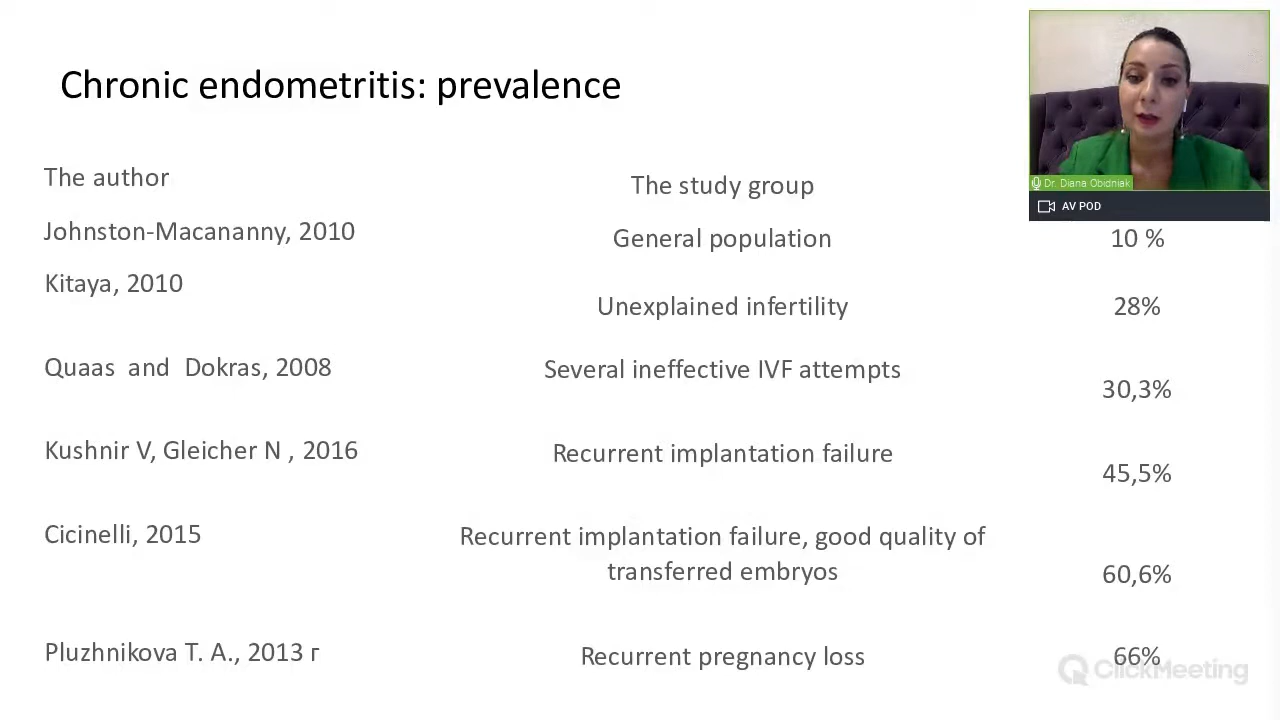 Chronic endometritis: prevalence
Dr. Diana Obidniak
AV POD
The author
The study group
Johnston-Macananny, 2010
General population
10 %
Kitaya, 2010
Unexplained infertility
28%
Quaas and Dokras, 2008
Several ineffective IVF attempts
30,3%
Kushnir V, Gleicher N , 2016
Recurrent implantation failure
45,5%
Cicinelli, 2015
Recurrent implantation failure, good quality of
transferred embryos
60,6%
Pluzhnikova T. A., 2013 г
Recurrent pregnancy loss
66%
ClickMeeting